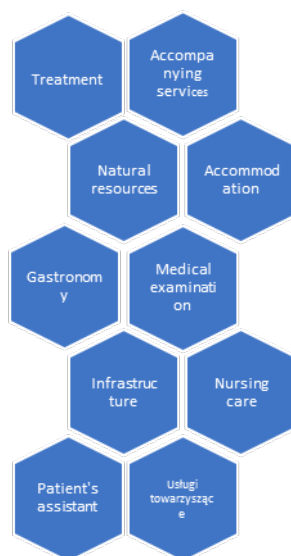 Treatment
Accompa
nying
services
Natural
resources
Accommod
ation
Gastronom
y
Medical
examinati
on
Infrastruc
ture
Nursing
care
Patient's
assistant
Usługi
towarzysząc
e